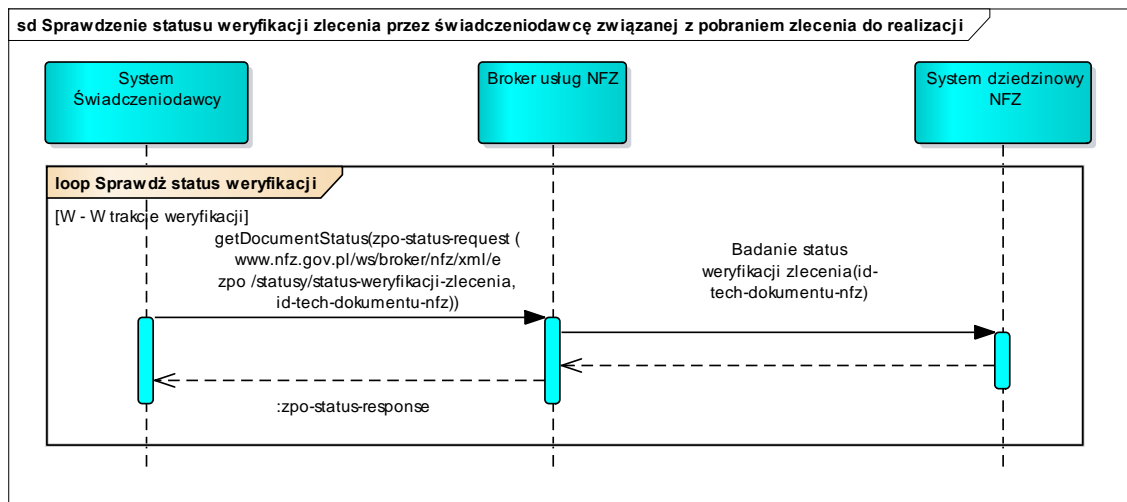 sd Sprawdzenie statusu weryfikacji zlecenia przez świadczeniodawcę związanej z pobraniem zlecenia do realizacji
System
Świadczeniodawcy
Broker usług NFZ
System dziedzinowy
NFZ
loop Sprawdź status weryfikacji
[W - W trakcie weryfikacji]
getDocumentStatus(zpo-status-request (
www.nfz.gov.pl/ws/broker/nfz/xml/e
zpo /statusy/status-weryfikacji-zlecenia,
id-tech-dokumentu-nfz))
Badanie status
weryfikacji zlecenia(id-
tech-dokumentu-nfz)
:zpo-status-response